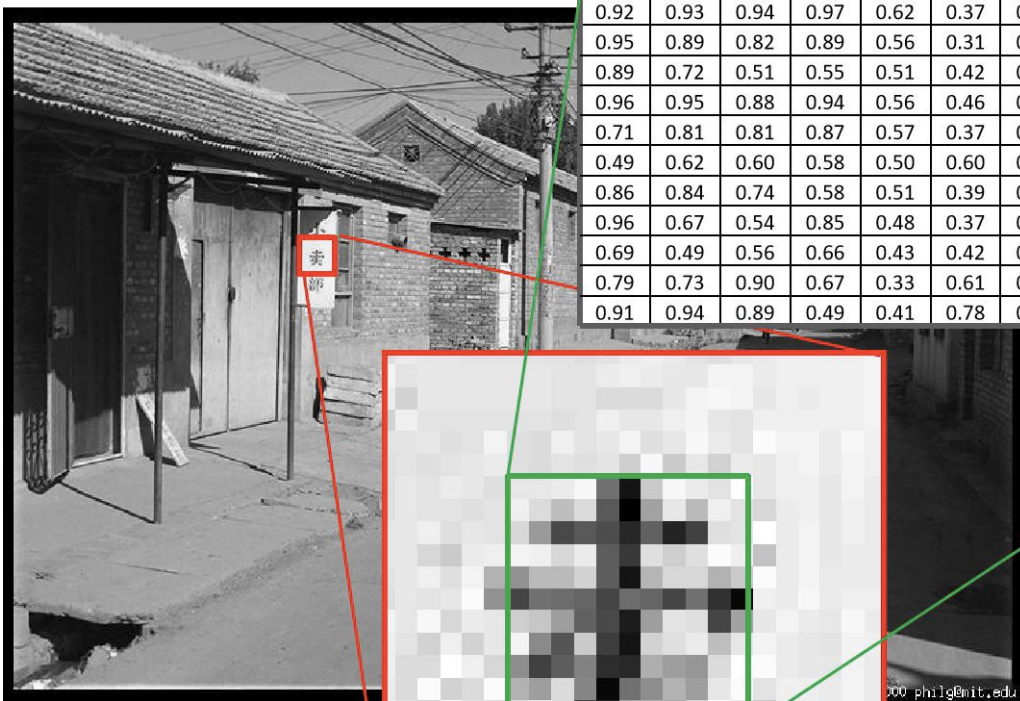 0.92 0.93 0.94 0.97 0.62 0.37
0.95 0.89 0.82 0.89 0.56 0.31
0.89 0.72 0.51 0.55 0.51 0.42
0.96 0.95 0.88 0.94 0.56 0.46
0.71 0.81 0.81 0.87 0.57 0.37
0.49 0.62 0.60 0.58 0.50 0.60
0.86 0.84 0.74 0.58 0.51 0.39
0.96 0.67 0.54 0.85 0.48 0.37
0.69 0.49 0.56 0.66 0.43 0.42
0.79 0.73 0.90 0.67 0.33 0.61
0.91 0.94 0.89 0.49 0.41 0.78
卖
部
philg@mit.edu